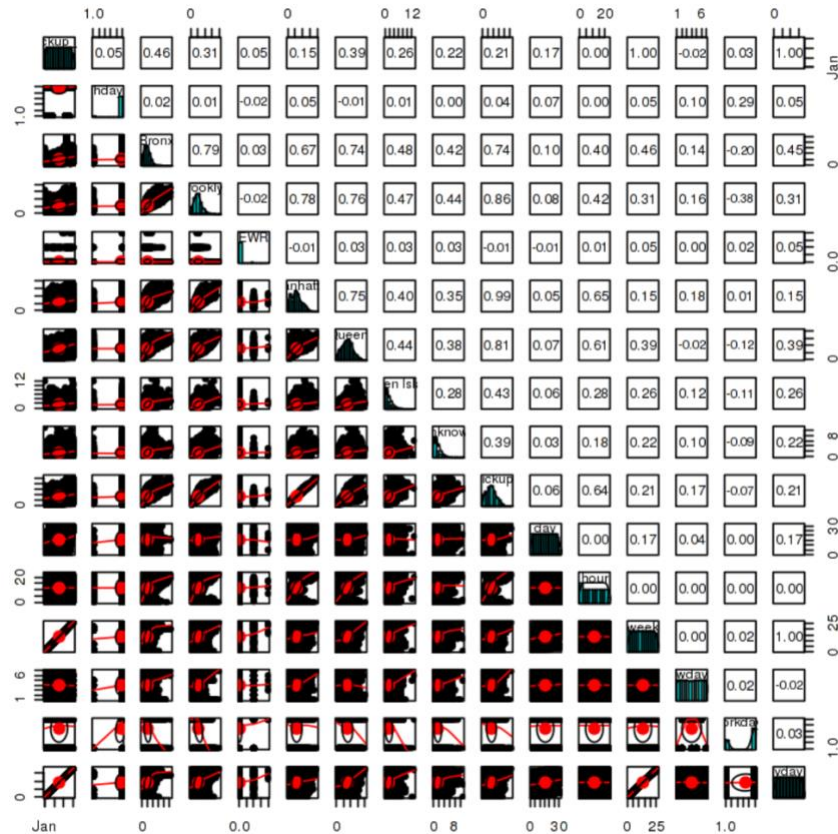 1.0 0 0 0 12 0 0 20 1 6 0
ckup_ 0.05 0.46 0.31 0.05 0.15 0.39 0.26 0.22 0.21 0.17 0.00 1.00 -0.02 0.03 1.00 Jan
1.0 hday 0.02 0.01 -0.02 0.05 -0.01 0.01 0.00 0.04 0.07 0.00 0.05 0.10 0.29 0.05
Bronx 0.79 0.03 0.67 0.74 0.48 0.42 0.74 0.10 0.40 0.46 0.14 -0.20 0.45 0
0 ookly -0.02 0.78 0.76 0.47 0.44 0.86 0.08 0.42 0.31 0.16 -0.38 0.31
EWR -0.01 0.03 0.03 0.03 -0.01 -0.01 0.01 0.05 0.00 0.02 0.05 0.0
0 anhatt 0.75 0.40 0.35 0.99 0.05 0.65 0.15 0.18 0.01 0.15
ueen 0.44 0.38 0.81 0.07 0.61 0.39 -0.02 -0.12 0.39 0
0 12 en Isl 0.28 0.43 0.06 0.28 0.26 0.12 -0.11 0.26
nknow 0.39 0.03 0.18 0.22 0.10 -0.09 0.22 0 8
0 ickup 0.06 0.64 0.21 0.17 -0.07 0.21
day 0.00 0.17 0.04 0.00 0.17 0 30
0 20 hour 0.00 0.00 0.00 0.00
week 0.00 0.02 1.00 0 25
1 6 wday 0.02 -0.02
orkda 0.03 1.0
0 yday
Jan 0 0.0 0 0 8 0 30 0 25 1.0